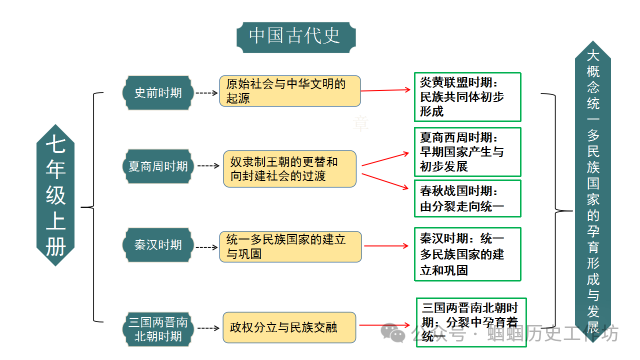 中国古代史
七年级上册
史前时期
原始社会与中华文明的
起源
炎黄联盟时期：
民族共同体初步
形成
夏商周时期
奴隶制王朝的更替和
向封建社会的过渡
夏商西周时期：
早期国家产生与
初步发展
春秋战国时期：
由分裂走向统一
秦汉时期
统一多民族国家的建立
与巩固
秦汉时期：统一
多民族国家的建
立和巩固
三国两晋南
北朝时期
政权分立与民族交融
三国两晋南北朝时
期：分裂中孕育着
统一
大概念统一多民族国家的孕育形成与发展
公众号 · 蝈蝈历史工作坊